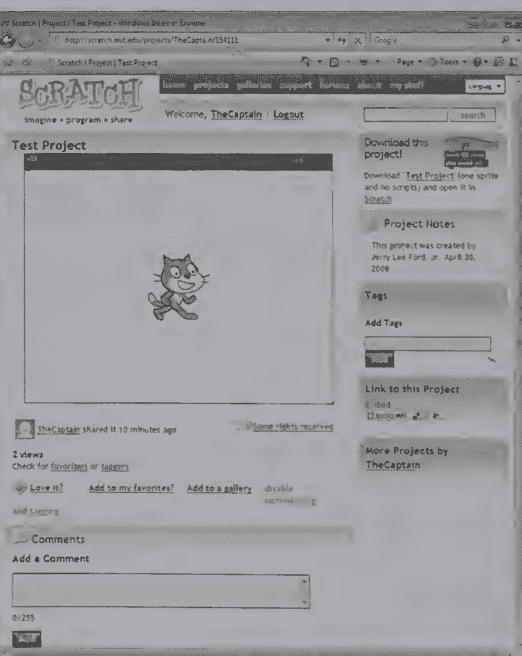 Scratch | Project | Test Project - Windows Internet Explorer
http://scratch.mit.edu/projects/TheCaptain/154111
Google
Scratch | Project | Test Project
Page Tools
SCRATCH
imagine • program • share
home projects galleries support forums about my stuff
Language
Welcome, TheCaptain | Logout
search
Test Project
Download this
project!
Download "Test Project" (one sprite
and no scripts) and open it in
Scratch
Project Notes
This project was created by
Jerry Lee Ford, Jr. April 30,
2008
Tags
Add Tags
Link to this Project
Embed
TheCaptain shared it 10 minutes ago
Some rights reserved
2 views
Check for favoriters or taggers
More Projects by
TheCaptain
Love it?
Add to my favorites?
Add to a gallery
disable
and tagging
Comments
Add a Comment
0/255